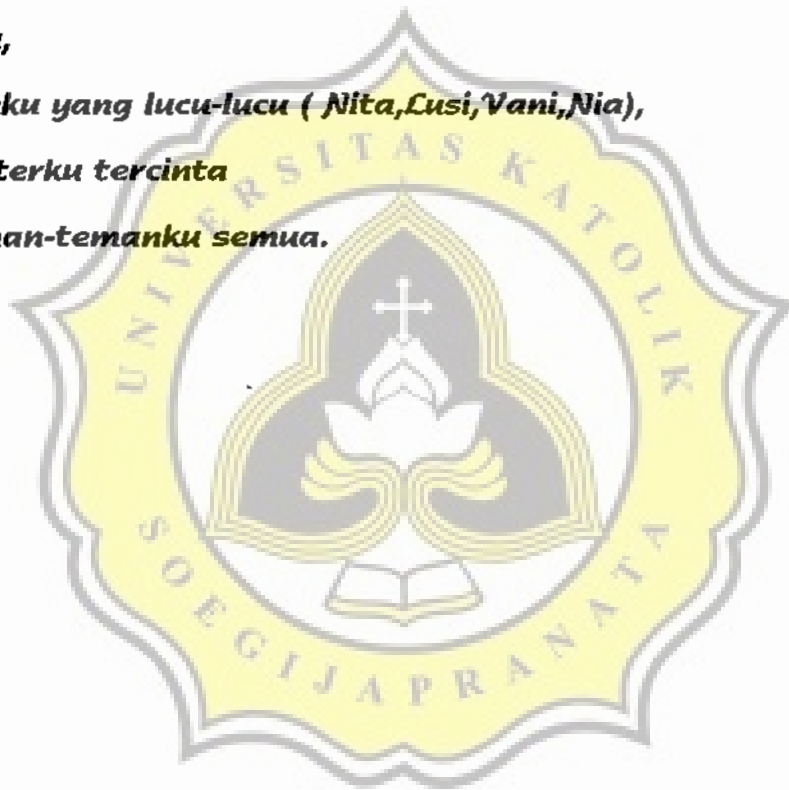 ku yang lucu-lucu ( Nita,Lusi,Vani,Nia),
terku tercinta
an-temanku semua.
UNIVERSITAS KATOLIK
SOEGIJAPRANATA